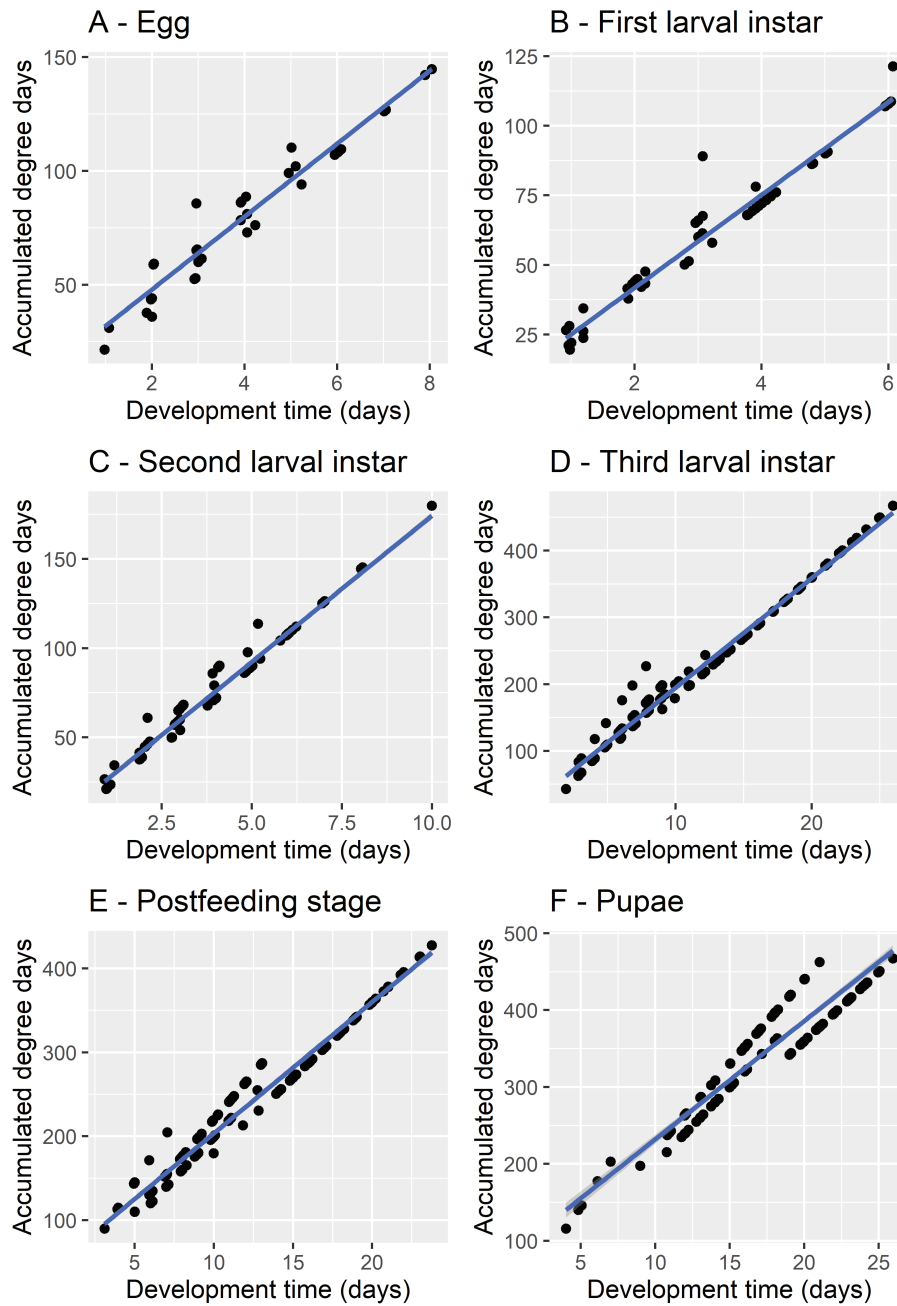 A - Egg
Accumulated degree days
150
100
50
2
4
6
8
Development time (days)
B - First larval instar
Accumulated degree days
125
100
75
50
25
2
4
6
Development time (days)
C - Second larval instar
Accumulated degree days
150
100
50
2.5
5.0
7.5
10.0
Development time (days)
D - Third larval instar
Accumulated degree days
400
300
200
100
10
20
Development time (days)
E - Postfeeding stage
Accumulated degree days
400
300
200
100
5
10
15
20
Development time (days)
F - Pupae
Accumulated degree days
500
400
300
200
100
5
10
15
20
25
Development time (days)